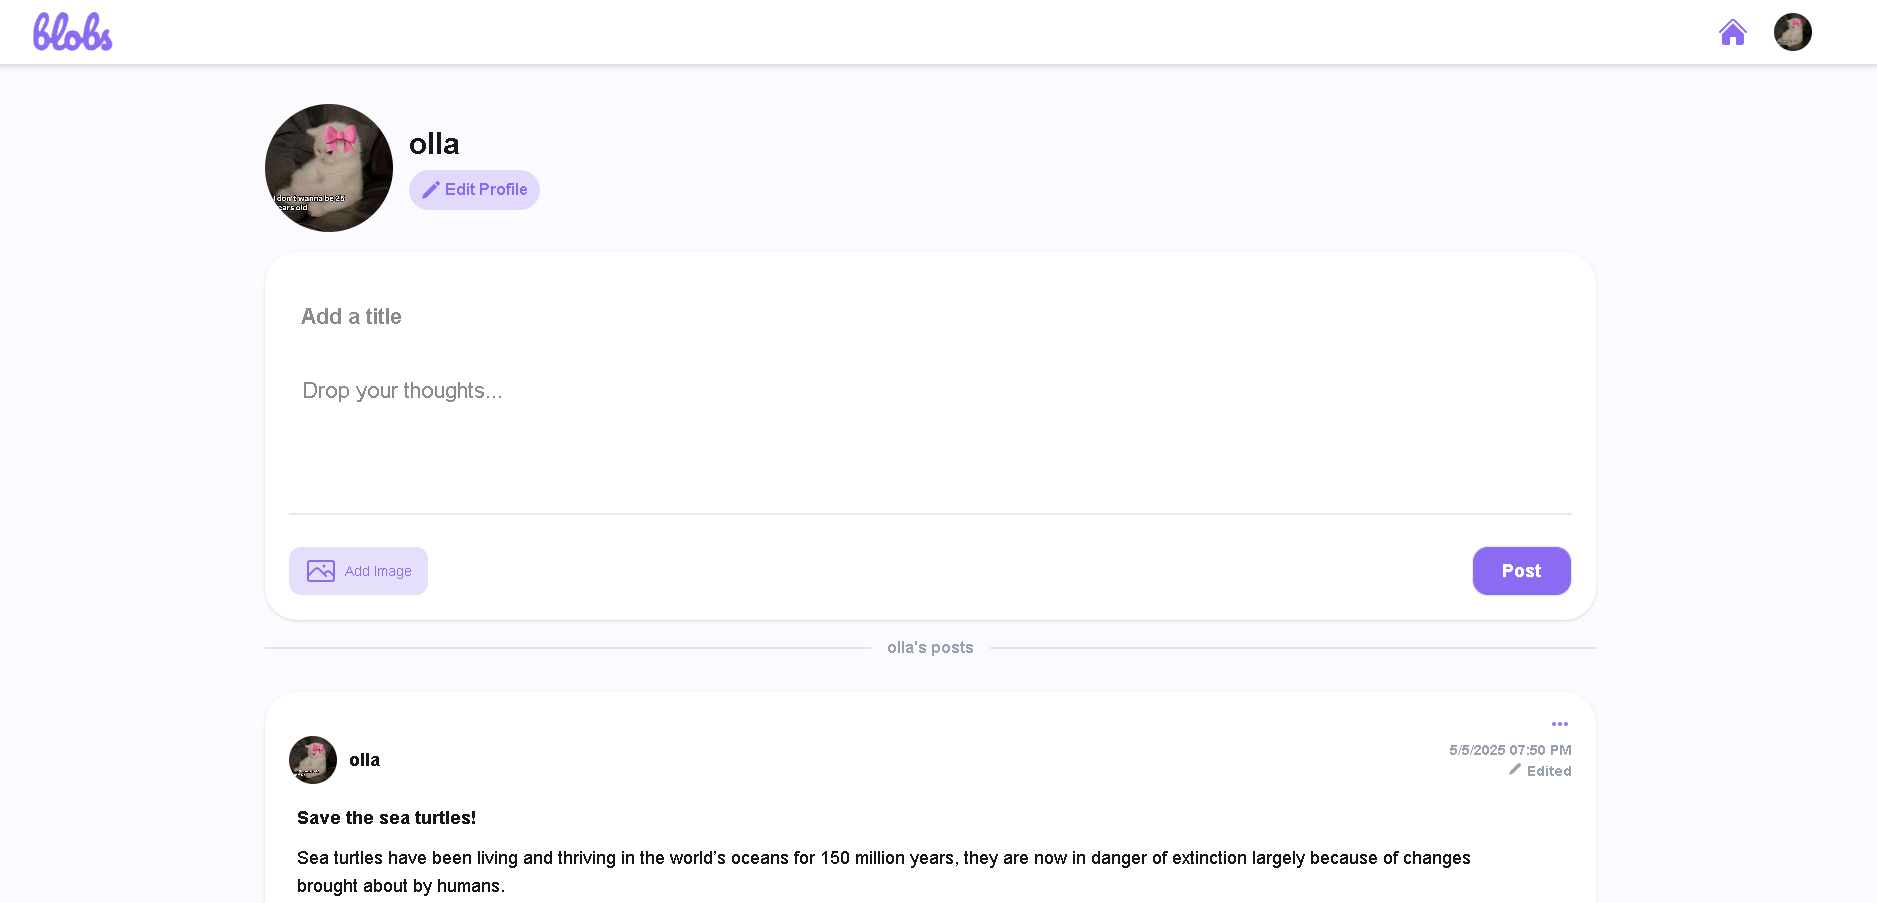 blobs
olla
Edit Profile
i don't wanna be 25
years old
Add a title
Drop your thoughts...
Add Image
Post
olla's posts
5/5/2025 07:50 PM
olla
Edited
Save the sea turtles!
Sea turtles have been living and thriving in the world’s oceans for 150 million years, they are now in danger of extinction largely because of changes
brought about by humans.